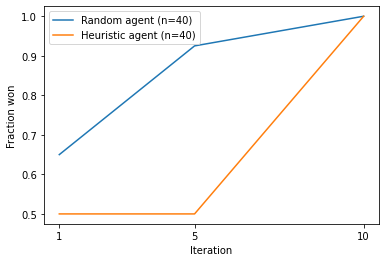 Random agent (n=40)
Heuristic agent (n=40)
Fraction won
1.0
0.9
0.8
0.7
0.6
0.5
1
5
10
Iteration